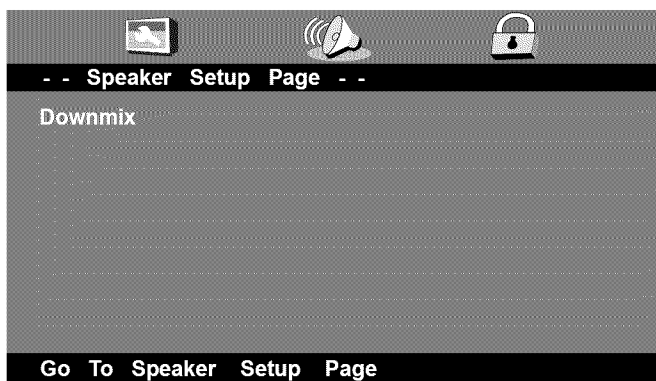 - - Speaker Setup Page - -
Downmix
Go To Speaker Setup Page